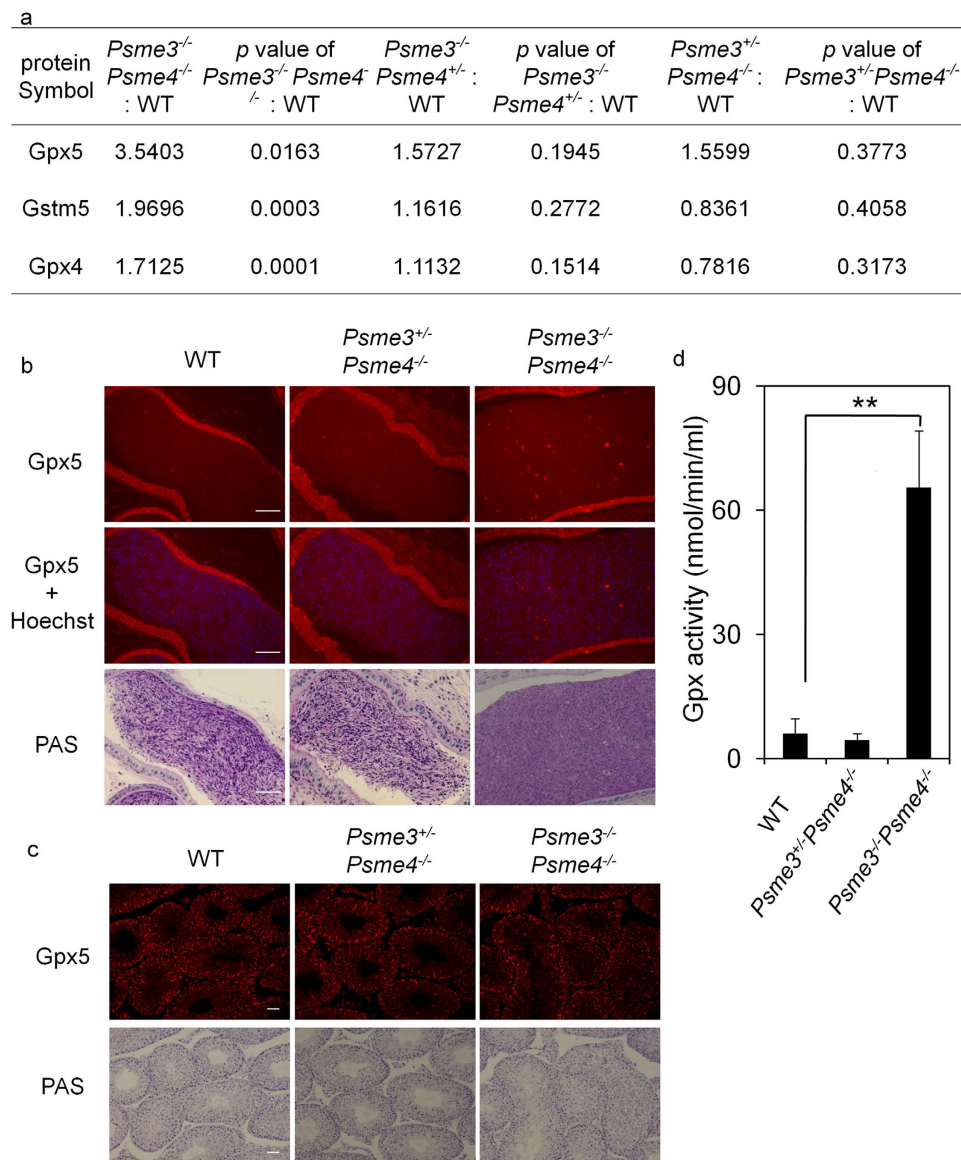 a
protein Symbol | Psme3-/- Psme4-/- : WT | p value of Psme3-/- Psme4-/- : WT | Psme3-/- Psme4+/- : WT | p value of Psme3-/- Psme4+/- : WT | Psme3+/- Psme4-/- : WT | p value of Psme3+/-Psme4-/- : WT
Gpx5 3.5403 0.0163 1.5727 0.1945 1.5599 0.3773
Gstm5 1.9696 0.0003 1.1616 0.2772 0.8361 0.4058
Gpx4 1.7125 0.0001 1.1132 0.1514 0.7816 0.3173
b
WT
Psme3+/-
Psme4-/-
Psme3-/-
Psme4-/-
Gpx5
Gpx5
+
Hoechst
PAS
c
WT
Psme3+/-
Psme4-/-
Psme3-/-
Psme4-/-
Gpx5
PAS
d
Gpx activity (nmol/min/ml)
90
60
30
0
**
WT
Psme3+/-Psme4-/-
Psme3-/-Psme4-/-